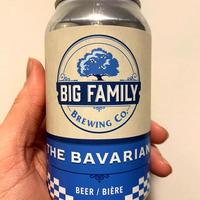 BIG FAMILY
BREWING CO.
THE BAVARIAN
BEER / BIÈRE